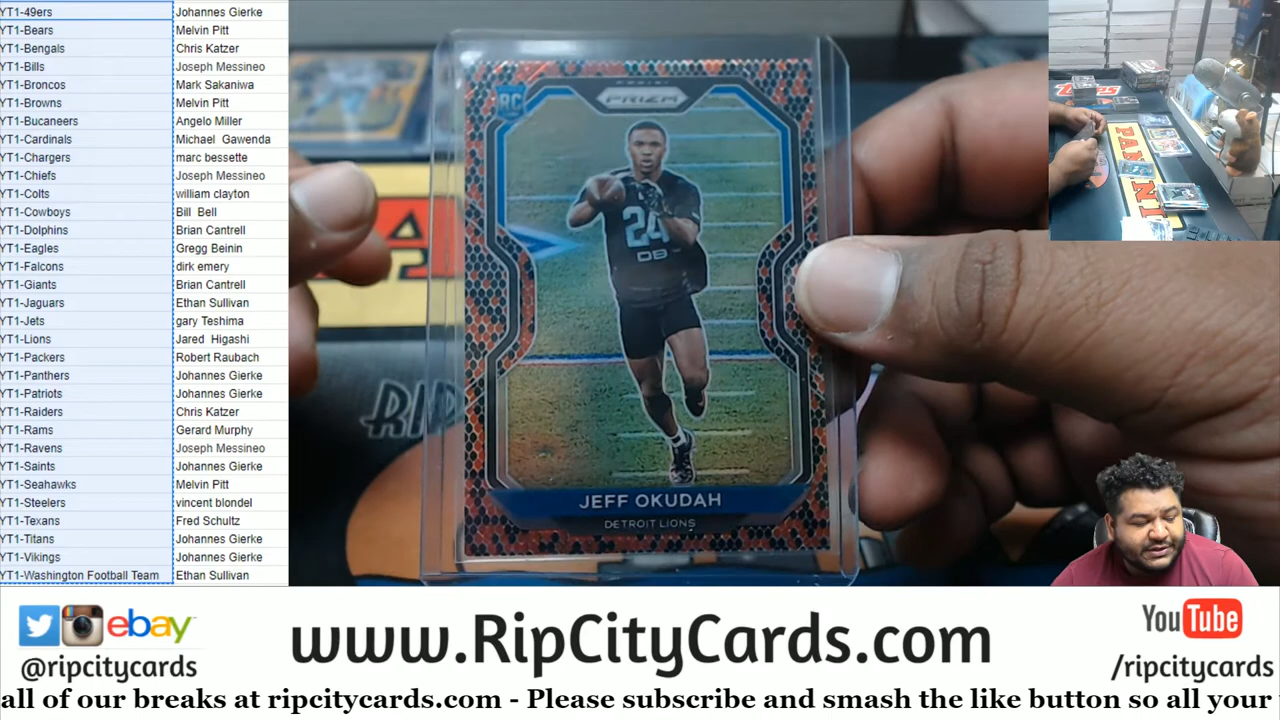 YT1-49ers Johannes Gierke
YT1-Bears Melvin Pitt
YT1-Bengals Chris Katzer
YT1-Bills Joseph Messineo
YT1-Broncos Mark Sakaniwa
YT1-Browns Melvin Pitt
YT1-Bucaneers Angelo Miller
YT1-Cardinals Michael Gawenda
YT1-Chargers marc bessette
YT1-Chiefs Joseph Messineo
YT1-Colts william clayton
YT1-Cowboys Bill Bell
YT1-Dolphins Brian Cantrell
YT1-Eagles Gregg Beinin
YT1-Falcons dirk emery
YT1-Giants Brian Cantrell
YT1-Jaguars Ethan Sullivan
YT1-Jets gary Teshima
YT1-Lions Jared Higashi
YT1-Packers Robert Raubach
YT1-Panthers Johannes Gierke
YT1-Patriots Johannes Gierke
YT1-Raiders Chris Katzer
YT1-Rams Gerard Murphy
YT1-Ravens Joseph Messineo
YT1-Saints Johannes Gierke
YT1-Seahawks Melvin Pitt
YT1-Steelers vincent blondel
YT1-Texans Fred Schultz
YT1-Titans Johannes Gierke
YT1-Vikings Johannes Gierke
YT1-Washington Football Team Ethan Sullivan
RC
PANINI
PRIZM
24
DB
JEFF OKUDAH
DETROIT LIONS
RIP
PANINI
ebay
@ripcitycards
www.RipCityCards.com
YouTube
/ripcitycards
all of our breaks at ripcitycards.com - Please subscribe and smash the like button so all your